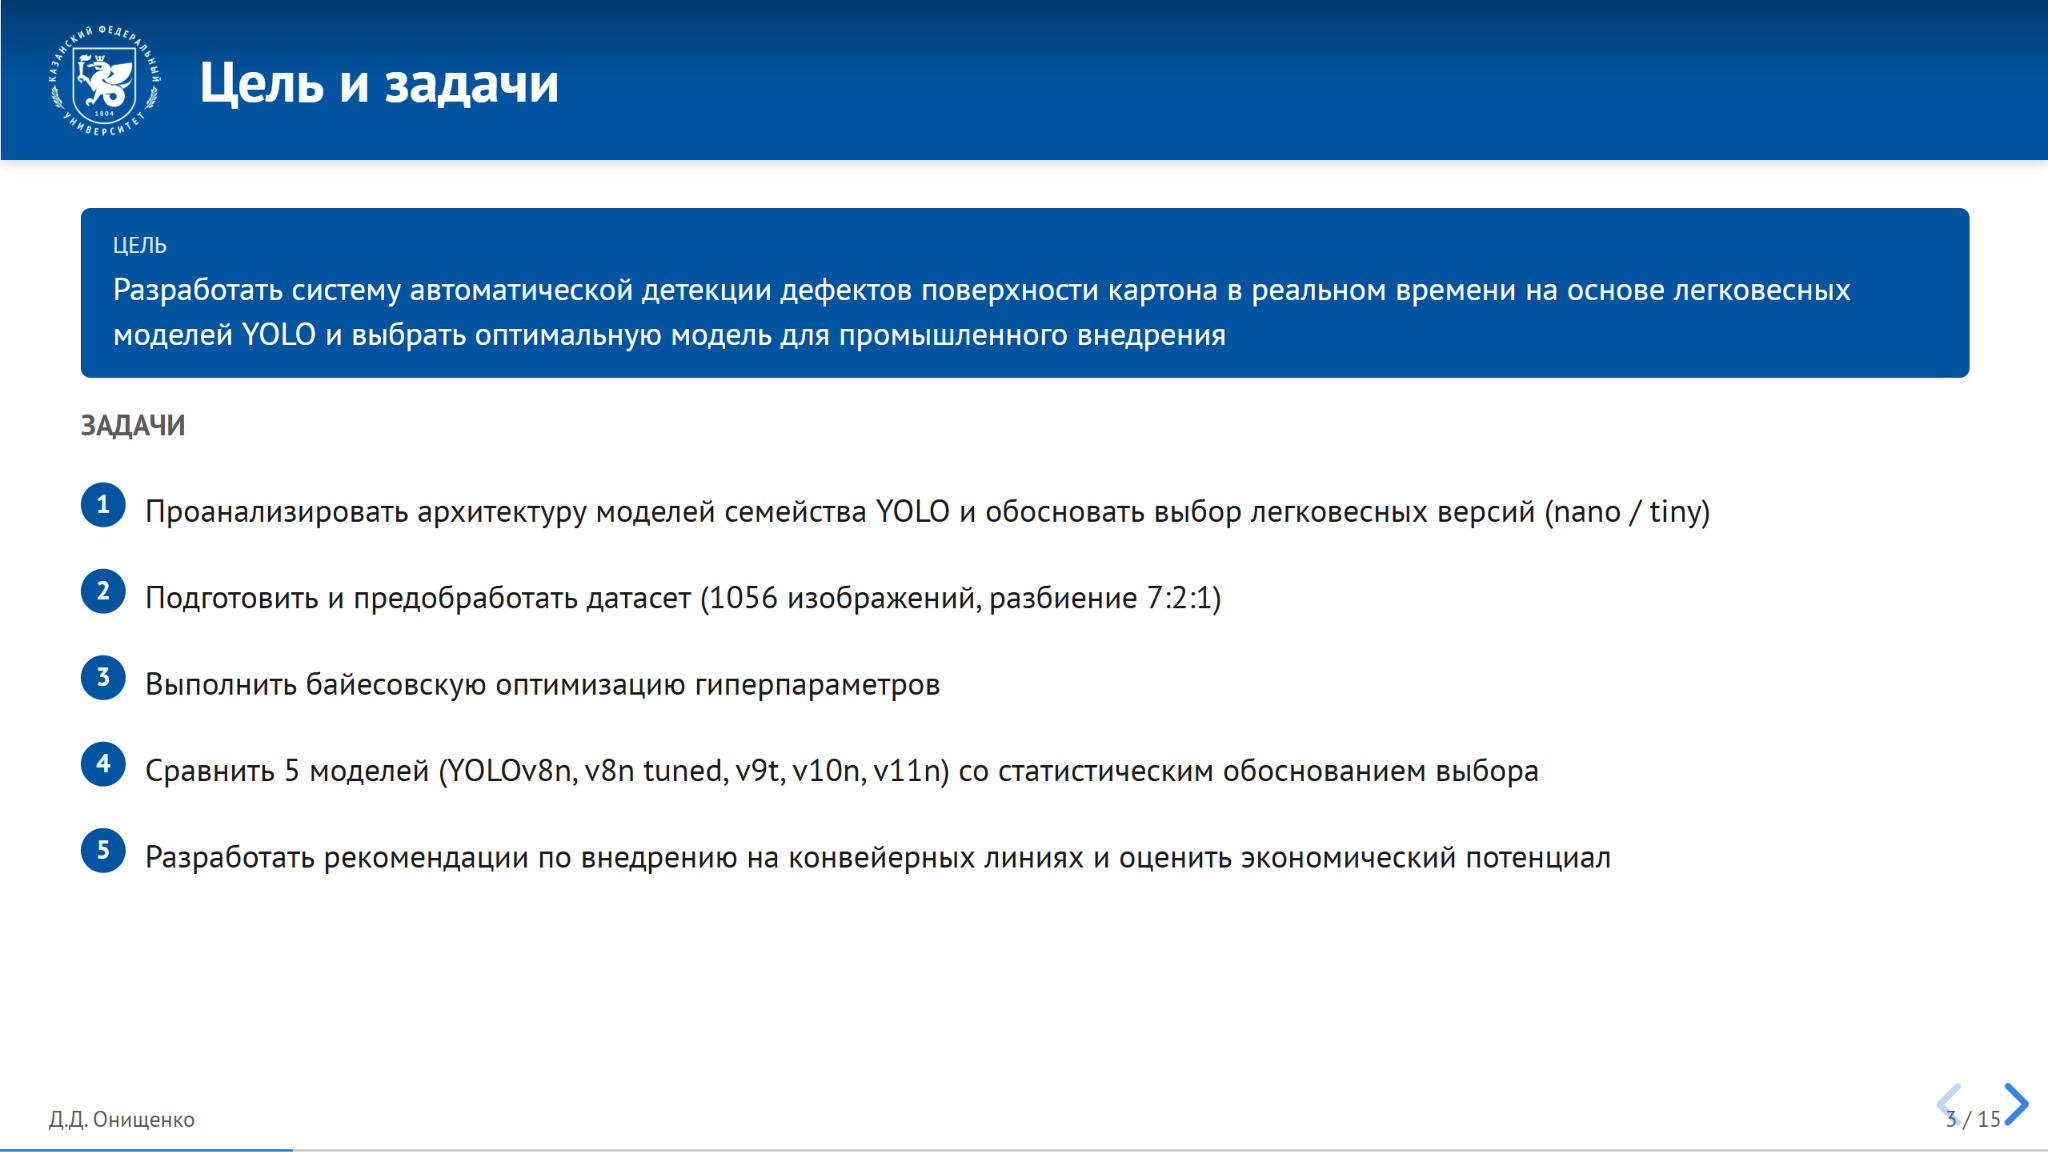 КАЗАНСКИЙ ФЕДЕРАЛЬНЫЙ УНИВЕРСИТЕТ
1804
Цель и задачи
ЦЕЛЬ
Разработать систему автоматической детекции дефектов поверхности картона в реальном времени на основе легковесных
моделей YOLO и выбрать оптимальную модель для промышленного внедрения
ЗАДАЧИ
1 Проанализировать архитектуру моделей семейства YOLO и обосновать выбор легковесных версий (nano / tiny)
2 Подготовить и предобработать датасет (1056 изображений, разбиение 7:2:1)
3 Выполнить байесовскую оптимизацию гиперпараметров
4 Сравнить 5 моделей (YOLOv8n, v8n tuned, v9t, v10n, v11n) со статистическим обоснованием выбора
5 Разработать рекомендации по внедрению на конвейерных линиях и оценить экономический потенциал
Д.Д. Онищенко
3 / 15